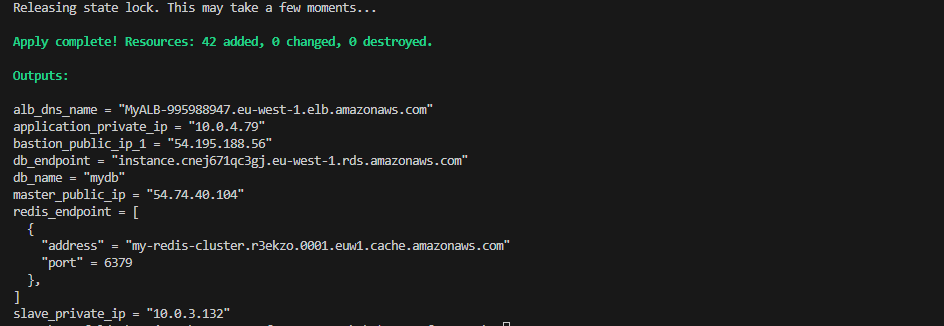 Releasing state lock. This may take a few moments...
Apply complete! Resources: 42 added, 0 changed, 0 destroyed.
Outputs:
alb_dns_name = "MyALB-995988947.eu-west-1.elb.amazonaws.com"
application_private_ip = "10.0.4.79"
bastion_public_ip_1 = "54.195.188.56"
db_endpoint = "instance.cnej671qc3gj.eu-west-1.rds.amazonaws.com"
db_name = "mydb"
master_public_ip = "54.74.40.104"
redis_endpoint = [
  {
    "address" = "my-redis-cluster.r3ekzo.0001.euw1.cache.amazonaws.com"
    "port" = 6379
  },
]
slave_private_ip = "10.0.3.132"